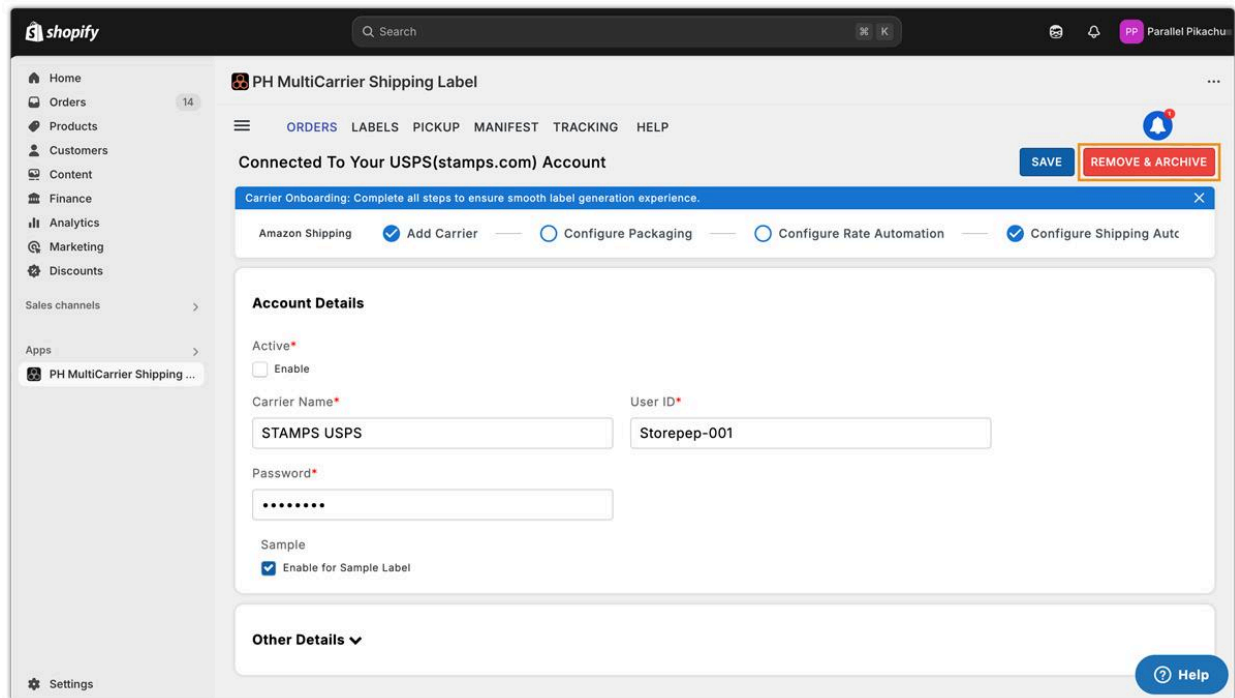 shopify
Search
⌘ K
PP Parallel Pikachu
Home
Orders 14
Products
Customers
Content
Finance
Analytics
Marketing
Discounts
Sales channels
Apps
PH MultiCarrier Shipping ...
Settings
PH MultiCarrier Shipping Label
ORDERS LABELS PICKUP MANIFEST TRACKING HELP
Connected To Your USPS(stamps.com) Account
SAVE REMOVE & ARCHIVE
Carrier Onboarding: Complete all steps to ensure smooth label generation experience.
Amazon Shipping Add Carrier Configure Packaging Configure Rate Automation Configure Shipping Auto
Account Details
Active*
Enable
Carrier Name* User ID*
STAMPS USPS Storepep-001
Password*
••••••••
Sample
Enable for Sample Label
Other Details
Help